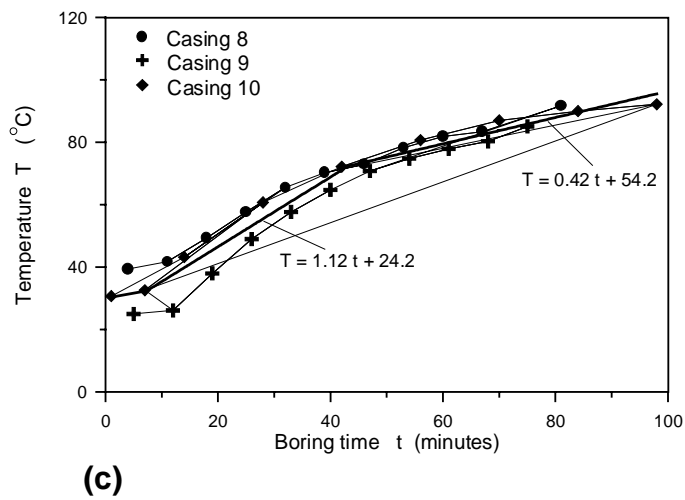 120
80
40
0
Temperature T (°C)
Casing 8
Casing 9
Casing 10
T = 0.42 t + 54.2
T = 1.12 t + 24.2
0 20 40 60 80 100
Boring time t (minutes)
(c)